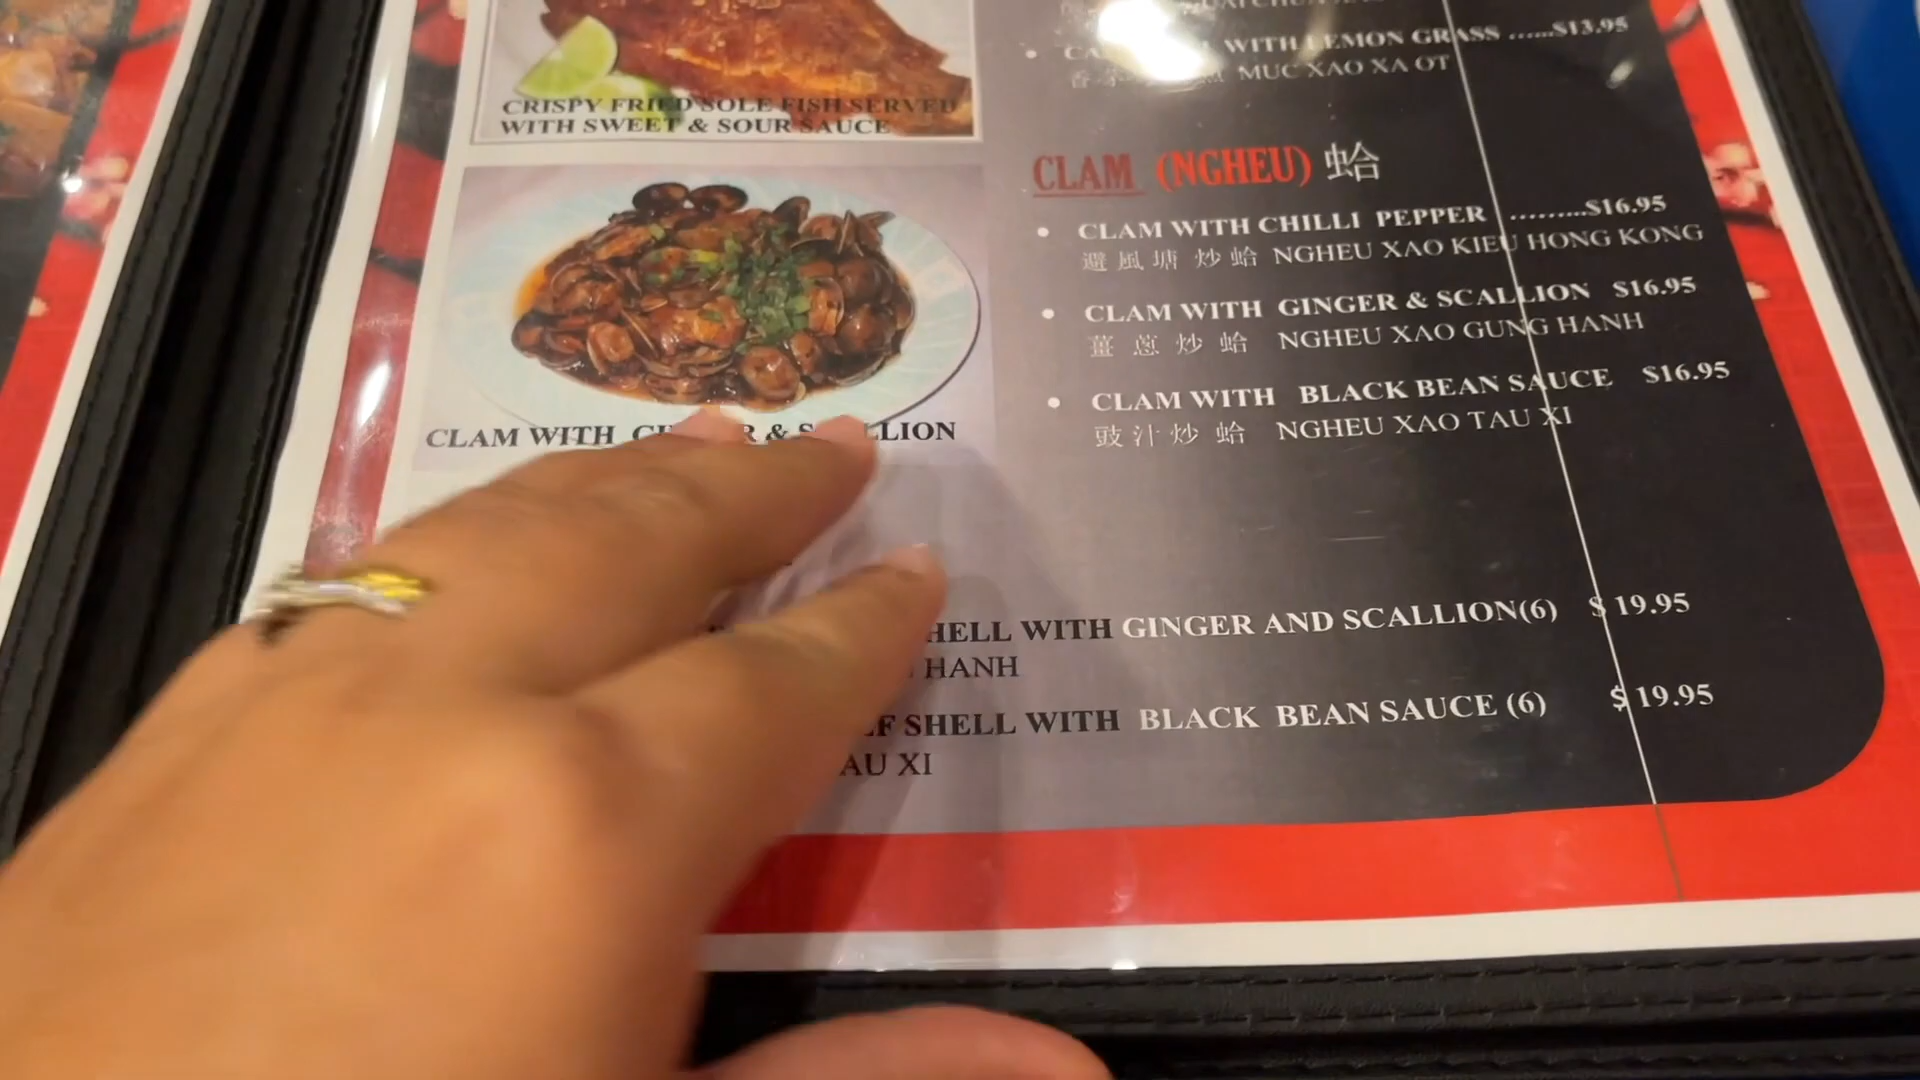 CRISPY FRIED SOLE FISH SERVED
WITH SWEET & SOUR SAUCE
CLAM WITH & LION
WITH LEMON GRASS ......$13.95
MUC XAO XA OT
CLAM (NGHEU) 蛤
• CLAM WITH CHILLI PEPPER .........$16.95
避風塘炒蛤 NGHEU XAO KIEU HONG KONG
• CLAM WITH GINGER & SCALLION $16.95
薑蔥炒蛤 NGHEU XAO GUNG HANH
• CLAM WITH BLACK BEAN SAUCE $16.95
豉汁炒蛤 NGHEU XAO TAU XI
HELL WITH GINGER AND SCALLION(6) $ 19.95
HANH
F SHELL WITH BLACK BEAN SAUCE (6) $ 19.95
AU XI